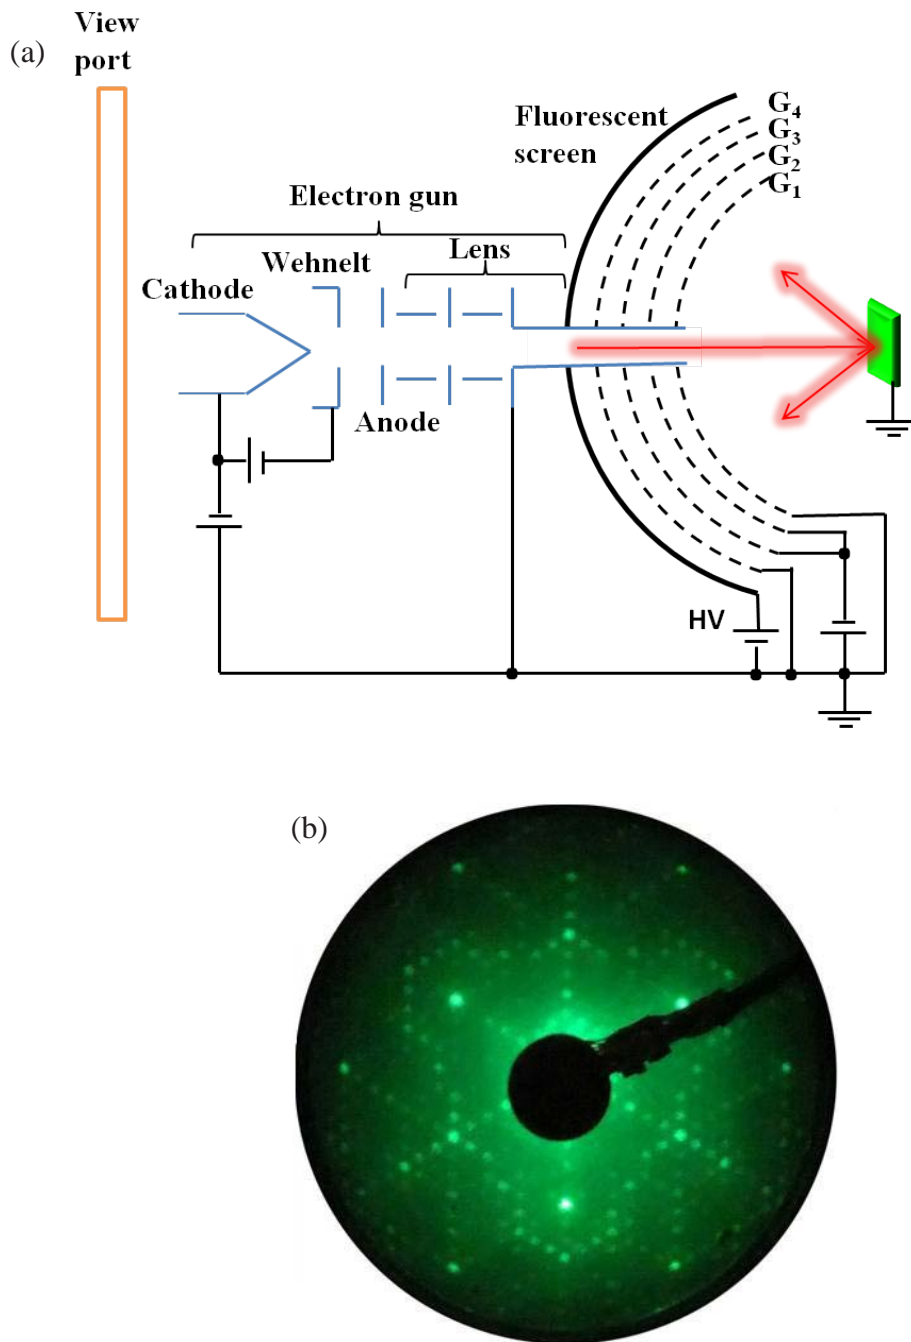 (a)
View
port
Fluorescent
screen
G4
G3
G2
G1
Electron gun
Wehnelt
Lens
Cathode
Anode
HV
(b)